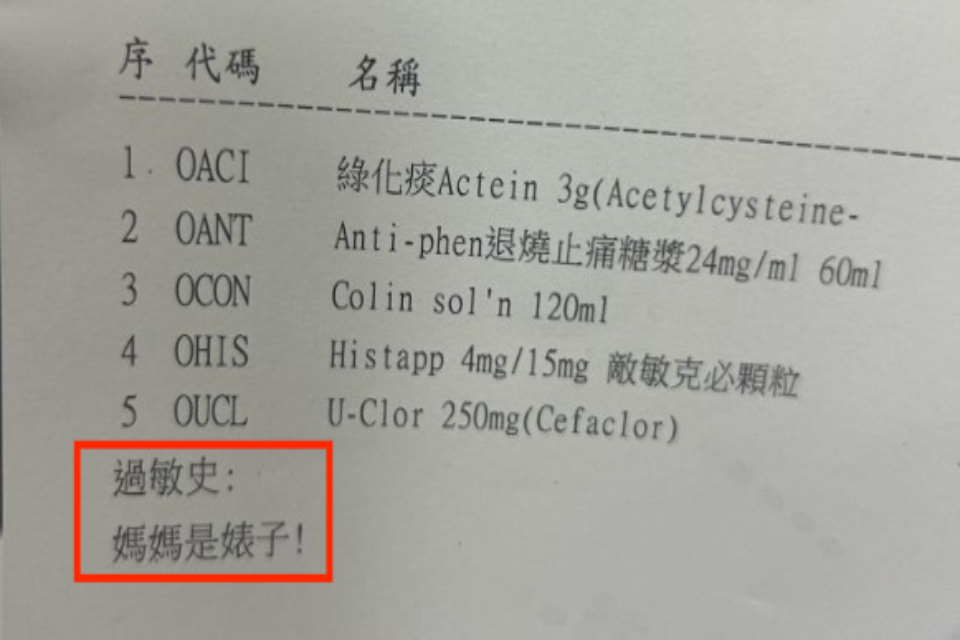 序 代碼 名稱
1 OACI 綠化痰Actein 3g(Acetylcysteine-
2 OANT Anti-phen退燒止痛糖漿24mg/ml 60ml
3 OCON Colin sol'n 120ml
4 OHIS Histapp 4mg/15mg 敵敏克必顆粒
5 OUCL U-Clor 250mg(Cefaclor)
過敏史:
媽媽是婊子!